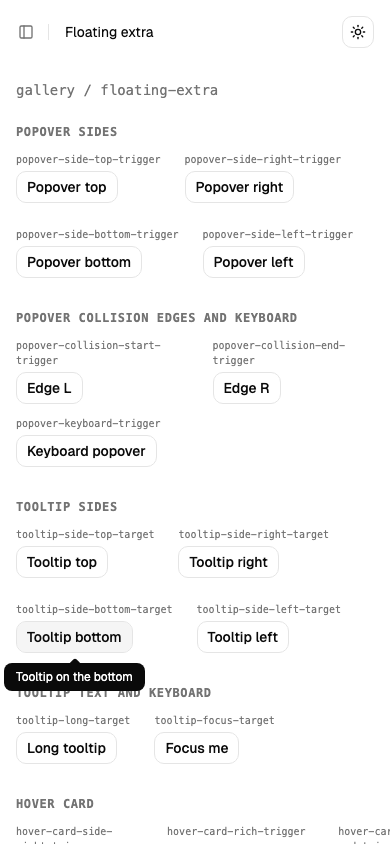 Floating extra
gallery / floating-extra
POPOVER SIDES
popover-side-top-trigger popover-side-right-trigger
Popover top Popover right
popover-side-bottom-trigger popover-side-left-trigger
Popover bottom Popover left
POPOVER COLLISION EDGES AND KEYBOARD
popover-collision-start-trigger popover-collision-end-trigger
Edge L Edge R
popover-keyboard-trigger
Keyboard popover
TOOLTIP SIDES
tooltip-side-top-target tooltip-side-right-target
Tooltip top Tooltip right
tooltip-side-bottom-target tooltip-side-left-target
Tooltip bottom Tooltip left
Tooltip on the bottom
TOOLTIP TEXT AND KEYBOARD
tooltip-long-target tooltip-focus-target
Long tooltip Focus me
HOVER CARD
hover-card-side- hover-card-rich-trigger